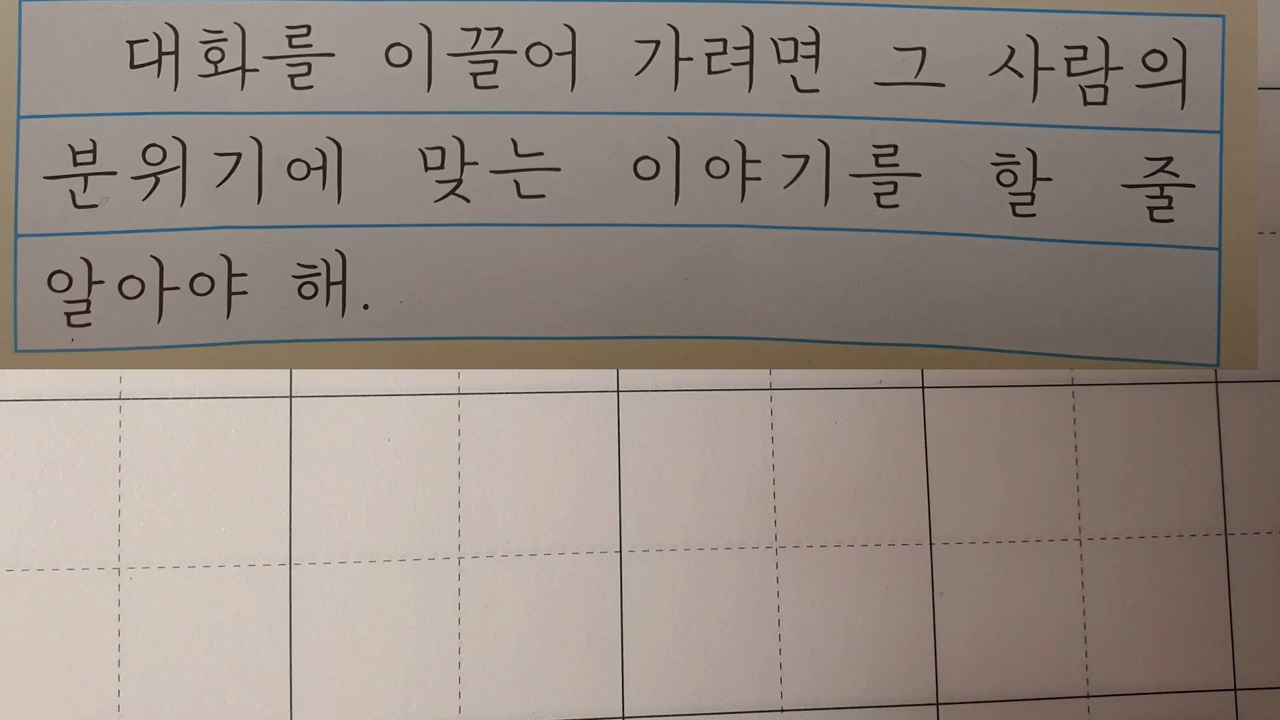 대화를 이끌어 가려면 그 사람의
분위기에 맞는 이야기를 할 줄
알아야 해.